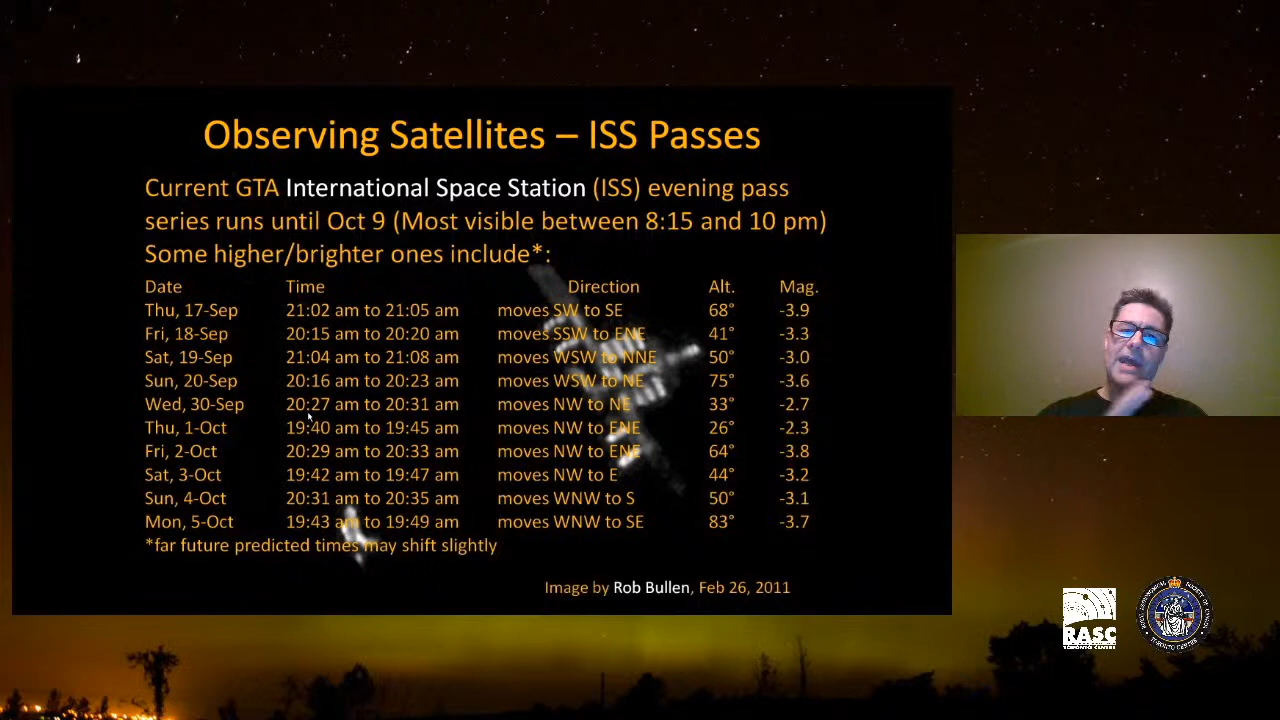 Observing Satellites – ISS Passes
Current GTA International Space Station (ISS) evening pass
series runs until Oct 9 (Most visible between 8:15 and 10 pm)
Some higher/brighter ones include*:
Date Time Direction Alt. Mag.
Thu, 17-Sep 21:02 am to 21:05 am moves SW to SE 68° -3.9
Fri, 18-Sep 20:15 am to 20:20 am moves SSW to ENE 41° -3.3
Sat, 19-Sep 21:04 am to 21:08 am moves WSW to NNE 50° -3.0
Sun, 20-Sep 20:16 am to 20:23 am moves WSW to NE 75° -3.6
Wed, 30-Sep 20:27 am to 20:31 am moves NW to NE 33° -2.7
Thu, 1-Oct 19:40 am to 19:45 am moves NW to ENE 26° -2.3
Fri, 2-Oct 20:29 am to 20:33 am moves NW to ENE 64° -3.8
Sat, 3-Oct 19:42 am to 19:47 am moves NW to E 44° -3.2
Sun, 4-Oct 20:31 am to 20:35 am moves WNW to S 50° -3.1
Mon, 5-Oct 19:43 am to 19:49 am moves WNW to SE 83° -3.7
*far future predicted times may shift slightly
Image by Rob Bullen, Feb 26, 2011
RASC
TORONTO CENTRE